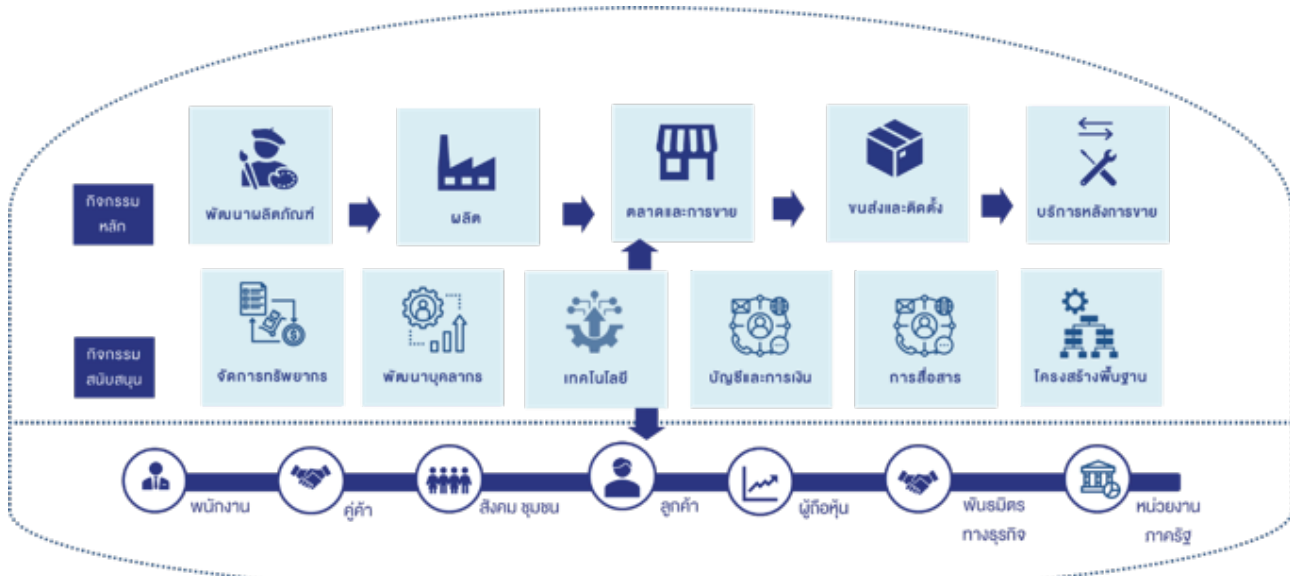 กิจกรรม
หลัก
พัฒนาผลิตภัณฑ์
ผลิต
ตลาดและการขาย
ขนส่งและติดตั้ง
บริการหลังการขาย
กิจกรรม
สนับสนุน
จัดการทรัพยากร
พัฒนาบุคลากร
เทคโนโลยี
บัญชีและการเงิน
การสื่อสาร
โครงสร้างพื้นฐาน
พนักงาน
คู่ค้า
สังคม ชุมชน
ลูกค้า
ผู้ถือหุ้น
พันธมิตร
ทางธุรกิจ
หน่วยงาน
ภาครัฐ